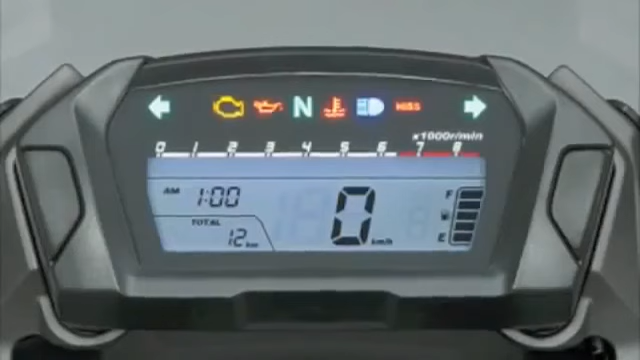 N HISS
x1000r/min
0 1 2 3 4 5 6 7 8
AM 1:00
TOTAL
12 km
0 km/h
F
E